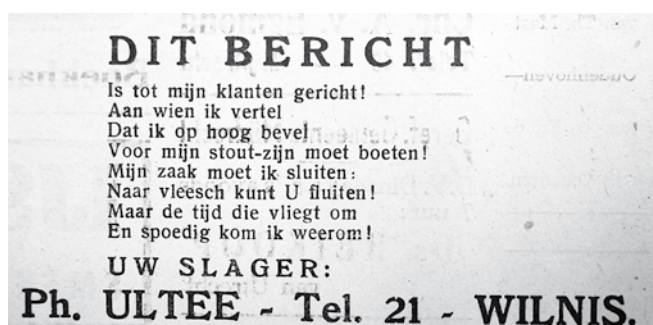 DIT BERICHT
Is tot mijn klanten gericht!
Aan wien ik vertel
Dat ik op hoog bevel
Voor mijn stout-zijn moet boeten!
Mijn zaak moet ik sluiten:
Naar vleesch kunt U fluiten!
Maar de tijd die vliegt om
En spoedig kom ik weerom!
UW SLAGER:
Ph. ULTEE - Tel. 21 - WILNIS.